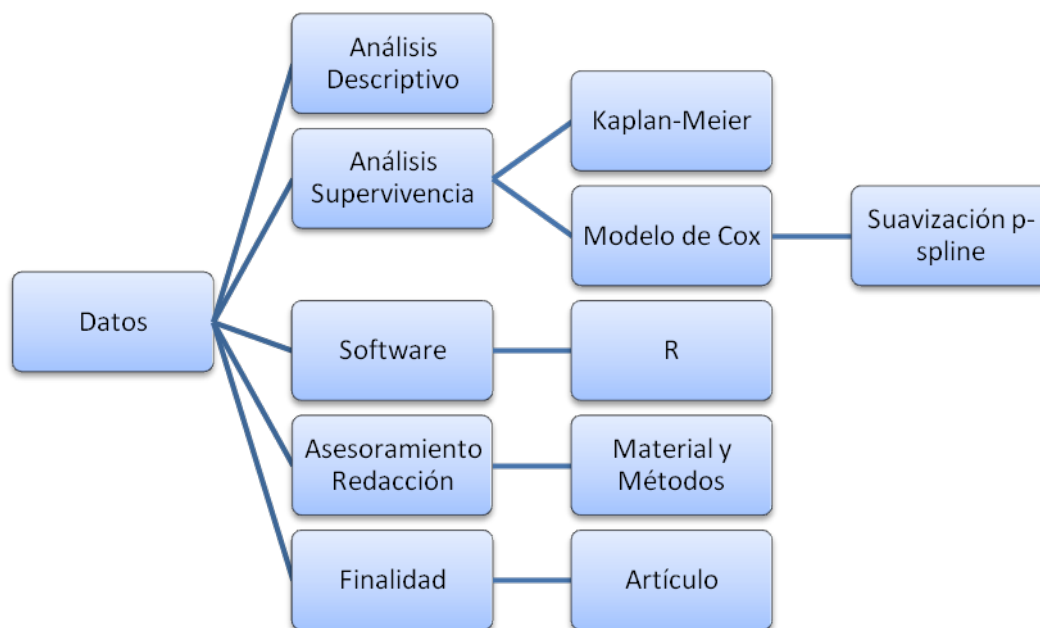 Datos
Análisis
Descriptivo
Análisis
Supervivencia
Kaplan-Meier
Modelo de Cox
Suavización p-
spline
Software
R
Asesoramiento
Redacción
Material y
Métodos
Finalidad
Artículo